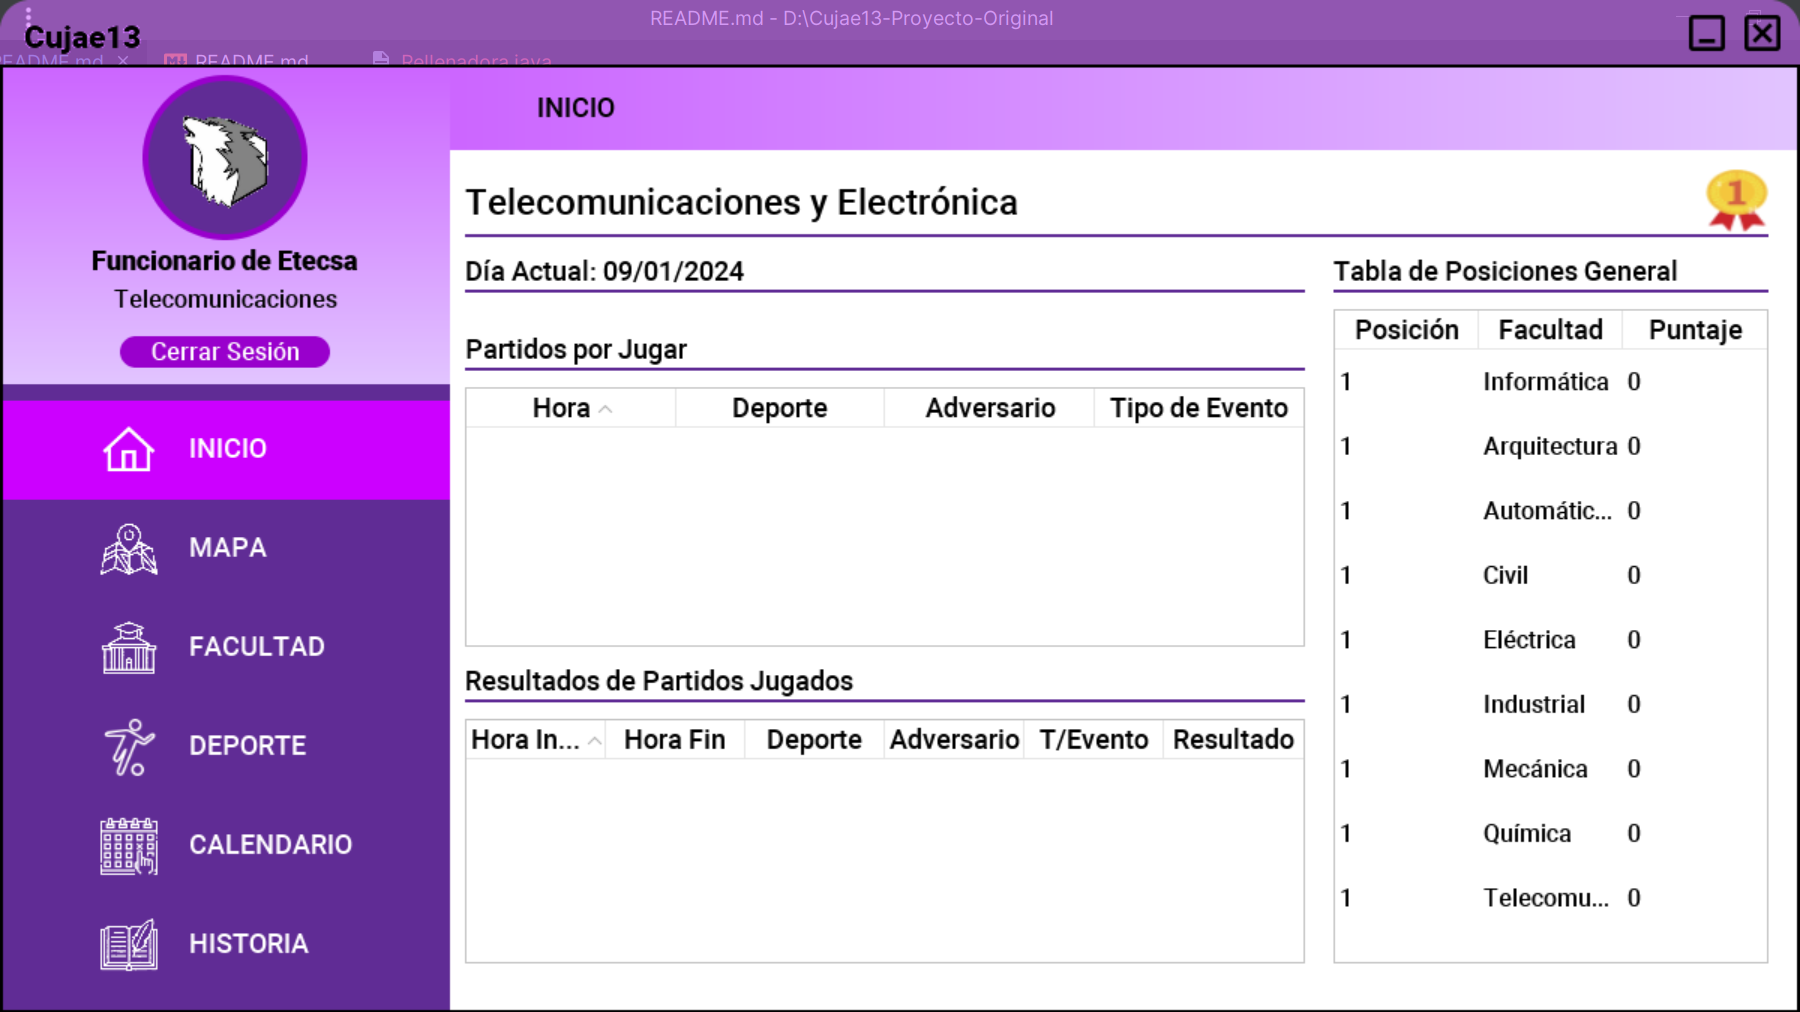 README.md - D:\Cujae13-Proyecto-Original
Cujae13
README.md
README.md
Rellenadora.java
INICIO
Funcionario de Etecsa
Telecomunicaciones
Cerrar Sesión
INICIO
MAPA
FACULTAD
DEPORTE
CALENDARIO
HISTORIA
Telecomunicaciones y Electrónica
1
Día Actual: 09/01/2024
Partidos por Jugar
Hora Deporte Adversario Tipo de Evento
Resultados de Partidos Jugados
Hora In... Hora Fin Deporte Adversario T/Evento Resultado
Tabla de Posiciones General
Posición Facultad Puntaje
1 Informática 0
1 Arquitectura 0
1 Automátic... 0
1 Civil 0
1 Eléctrica 0
1 Industrial 0
1 Mecánica 0
1 Química 0
1 Telecomu... 0